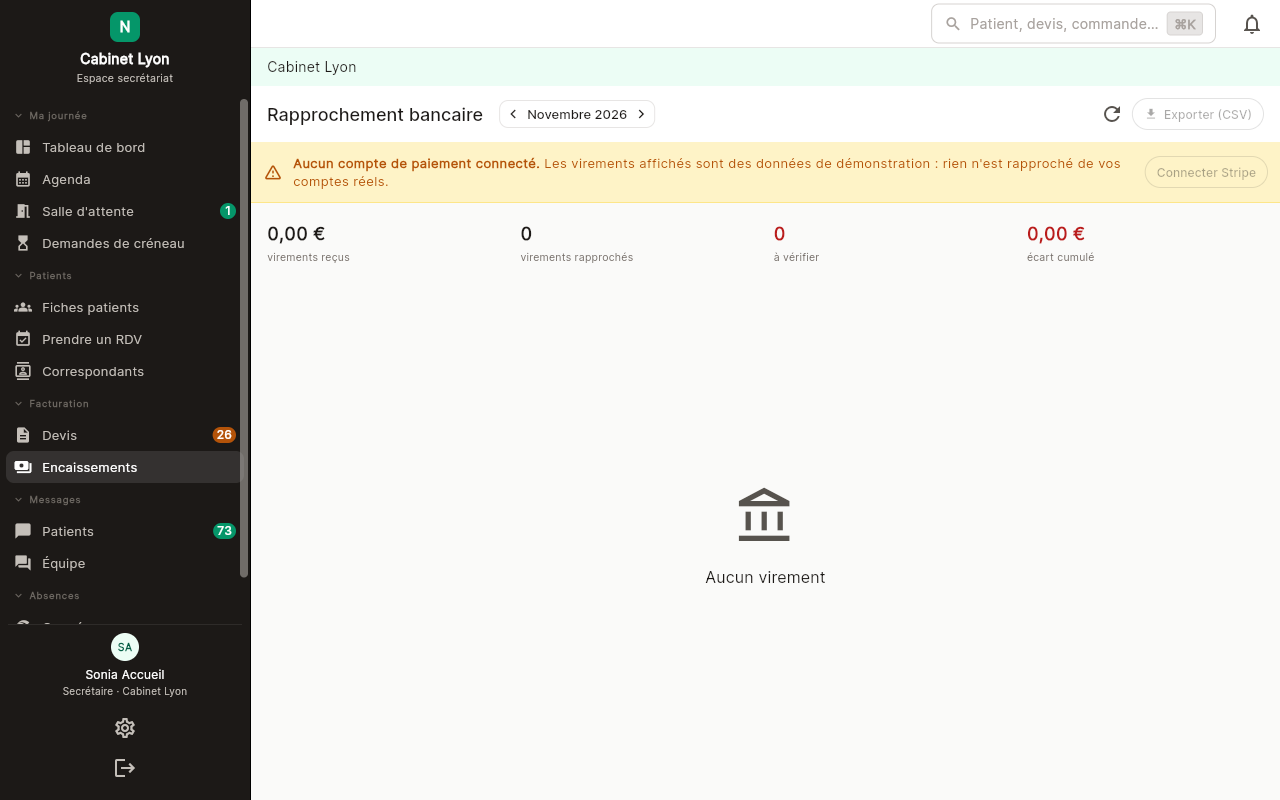 N
Cabinet Lyon
Espace secrétariat
Ma journée
Tableau de bord
Agenda
Salle d'attente 1
Demandes de créneau
Patients
Fiches patients
Prendre un RDV
Correspondants
Facturation
Devis 26
Encaissements
Messages
Patients 73
Équipe
Absences
SA
Sonia Accueil
Secrétaire · Cabinet Lyon
Patient, devis, commande... ⌘K
Cabinet Lyon
Rapprochement bancaire
Novembre 2026
Exporter (CSV)
Aucun compte de paiement connecté. Les virements affichés sont des données de démonstration : rien n'est rapproché de vos
comptes réels.
Connecter Stripe
0,00 €
virements reçus
0
virements rapprochés
0
à vérifier
0,00 €
écart cumulé
Aucun virement